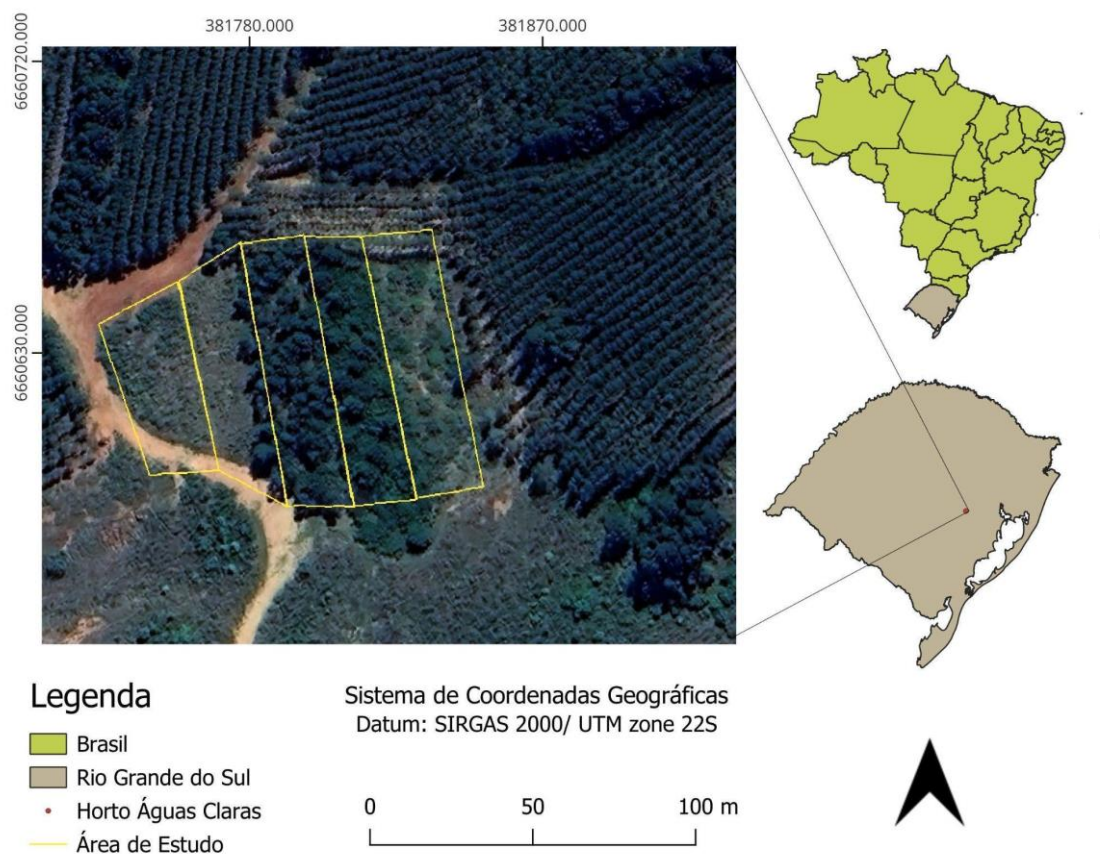 381780.000
381870.000
6660720.000
6660630.000
Legenda
Brasil
Rio Grande do Sul
Horto Águas Claras
Área de Estudo
Sistema de Coordenadas Geográficas
Datum: SIRGAS 2000/ UTM zone 22S
0 50 100 m